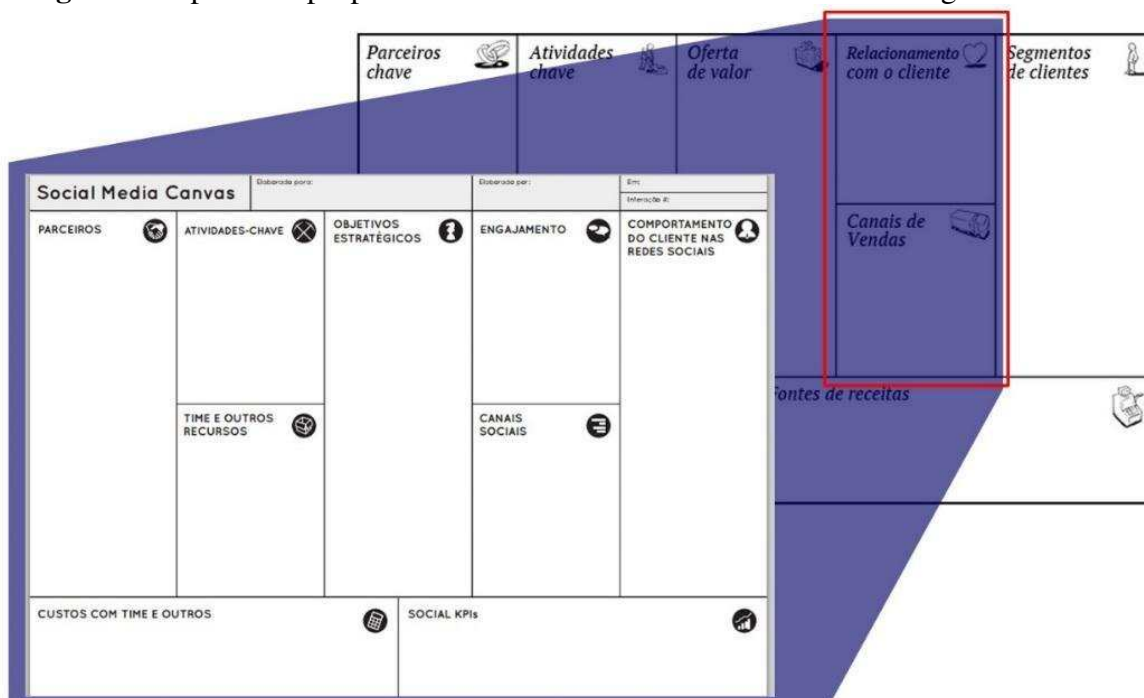 Parceiros
chave
Atividades
chave
Oferta
de valor
Relacionamento
com o cliente
Segmentos
de clientes
Canais de
Vendas
Fontes de receitas
Social Media Canvas
Elaborado para:
Elaborado por:
Em:
Interação #:
PARCEIROS
ATIVIDADES-CHAVE
OBJETIVOS
ESTRATÉGICOS
ENGAJAMENTO
COMPORTAMENTO
DO CLIENTE NAS
REDES SOCIAIS
TIME E OUTROS
RECURSOS
CANAIS
SOCIAIS
CUSTOS COM TIME E OUTROS
SOCIAL KPIs